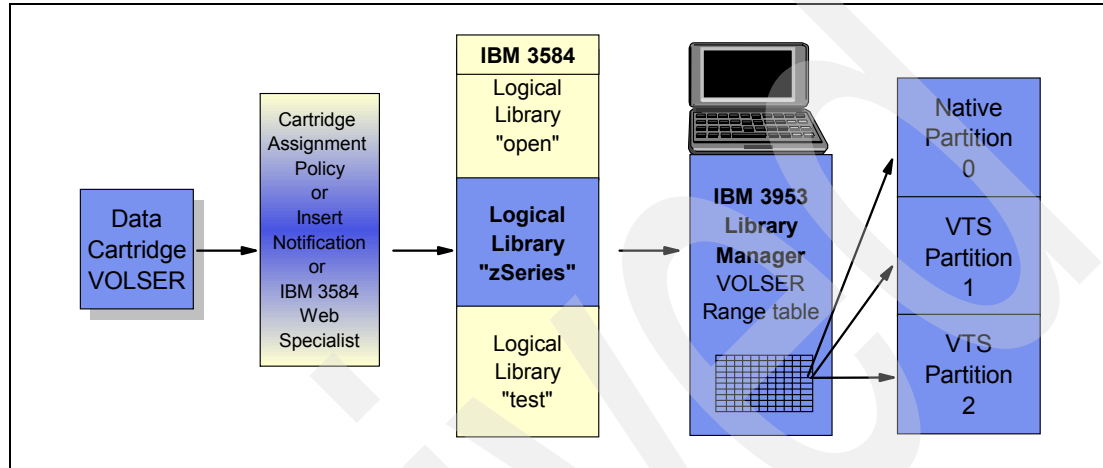 Data
Cartridge
VOLSER
Cartridge
Assignment
Policy
or
Insert
Notification
or
IBM 3584
Web
Specialist
IBM 3584
Logical
Library
"open"
Logical
Library
"zSeries"
Logical
Library
"test"
IBM 3953
Library
Manager
VOLSER
Range table
Native
Partition
0
VTS
Partition
1
VTS
Partition
2